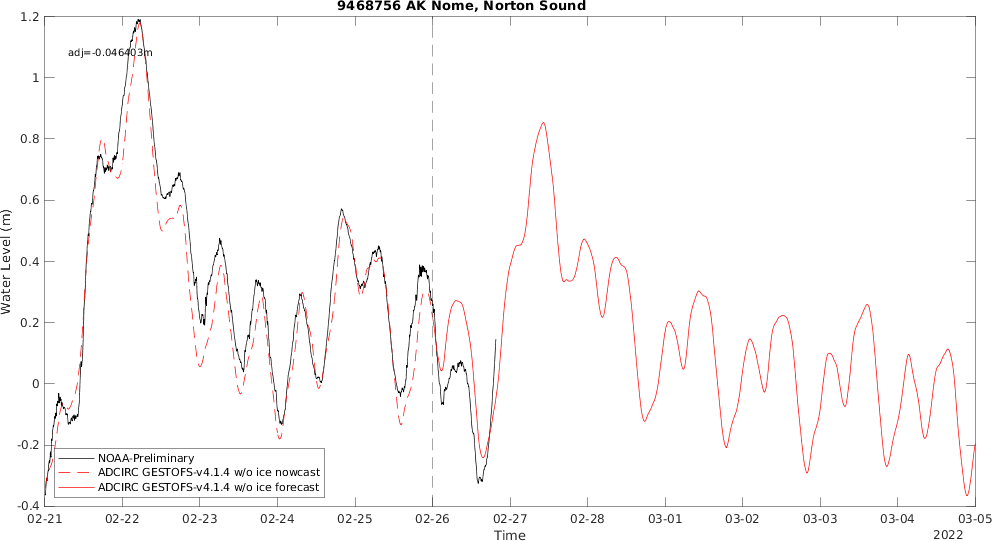 9468756 AK Nome, Norton Sound
adj=-0.046403m
1.2
1
0.8
0.6
0.4
0.2
0
-0.2
-0.4
Water Level (m)
NOAA-Preliminary
ADCIRC GESTOFS-v4.1.4 w/o ice nowcast
ADCIRC GESTOFS-v4.1.4 w/o ice forecast
02-21 02-22 02-23 02-24 02-25 02-26 02-27 02-28 03-01 03-02 03-03 03-04 03-05
Time
2022